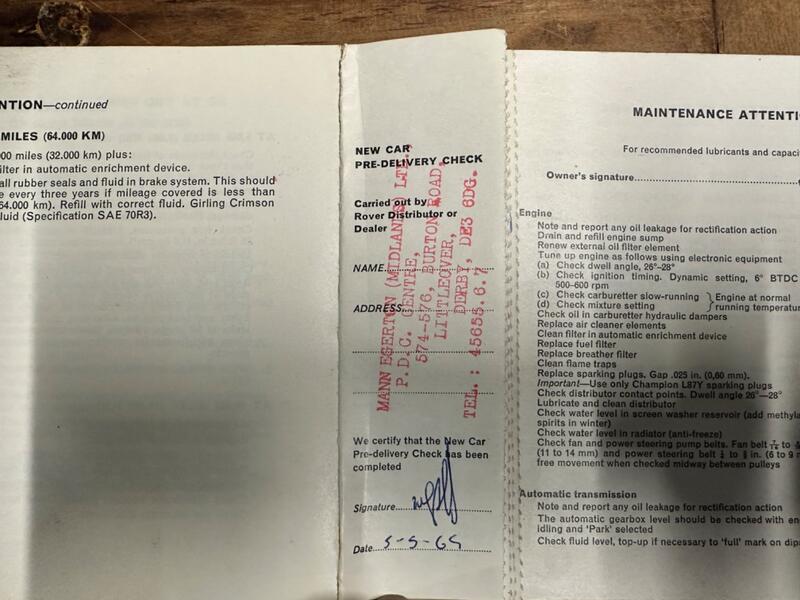 NTION—continued
MILES (64.000 KM)
00 miles (32.000 km) plus:
ilter in automatic enrichment device.
all rubber seals and fluid in brake system. This should
e every three years if mileage covered is less than
64.000 km). Refill with correct fluid. Girling Crimson
luid (Specification SAE 70R3).
NEW CAR
PRE-DELIVERY CHECK
Carried out by
Rover Distributor or
Dealer
NAME
ADDRESS
MANN EGERTON (MIDLANDS) LTD.,
P.D.C. CENTRE,
574-576, BURTON ROAD,
LITTLEOVER,
DERBY, DE3 6DG.
TEL.: 45655.6.7
We certify that the New Car
Pre-delivery Check has been
completed
Signature
Date 5-5-69
MAINTENANCE ATTENTI
For recommended lubricants and capaci
Owner's signature
Engine
Note and report any oil leakage for rectification action
Drain and refill engine sump
Renew external oil filter element
Tune up engine as follows using electronic equipment
(a) Check dwell angle, 26°-28°
(b) Check ignition timing. Dynamic setting, 6° BTDC
500-600 rpm
(c) Check carburetter slow-running } Engine at normal
(d) Check mixture setting } running temperatur
Check oil in carburetter hydraulic dampers
Replace air cleaner elements
Clean filter in automatic enrichment device
Replace fuel filter
Replace breather filter
Clean flame traps
Replace sparking plugs. Gap .025 in. (0,60 mm).
Important—Use only Champion L87Y sparking plugs
Check distributor contact points. Dwell angle 26°—28°
Lubricate and clean distributor
Check water level in screen washer reservoir (add methyla
spirits in winter)
Check water level in radiator (anti-freeze)
Check fan and power steering pump belts. Fan belt 7/16 to
(11 to 14 mm) and power steering belt ¼ to ⅜ in. (6 to 9 m
free movement when checked midway between pulleys
Automatic transmission
Note and report any oil leakage for rectification action
The automatic gearbox level should be checked with en
idling and 'Park' selected
Check fluid level, top-up if necessary to 'full' mark on dip